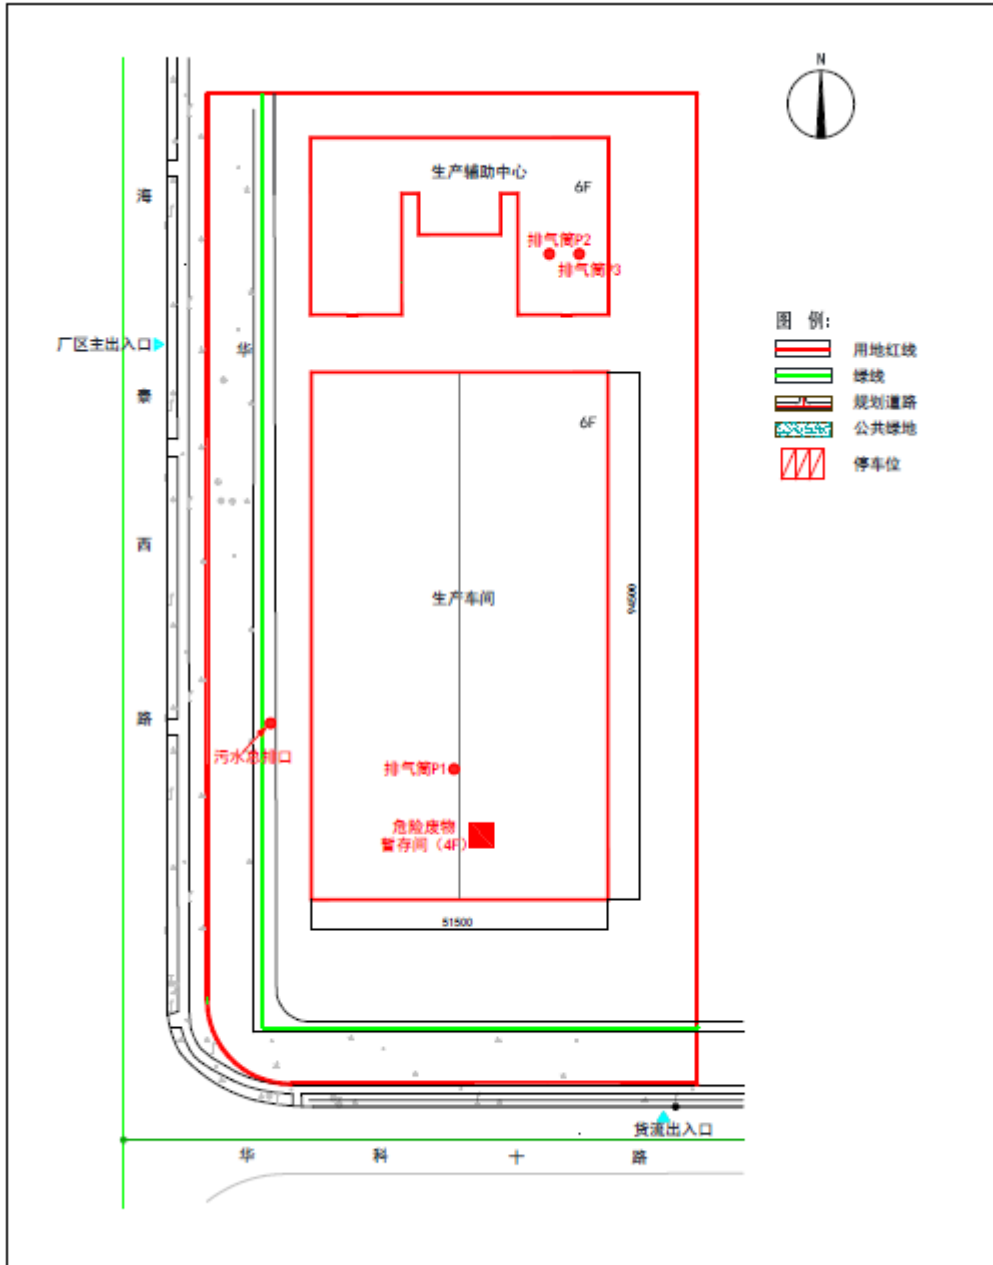 N
生产辅助中心
6F
海
排气筒P2
排气筒P3
图 例:
厂区主出入口
华
用地红线
绿线
泰
规划道路
6F
公共绿地
停车位
西
生产车间
94500
路
污水总排口
排气筒P1
危险废物
暂存间（4F）
51500
货流出入口
华 科 十 路